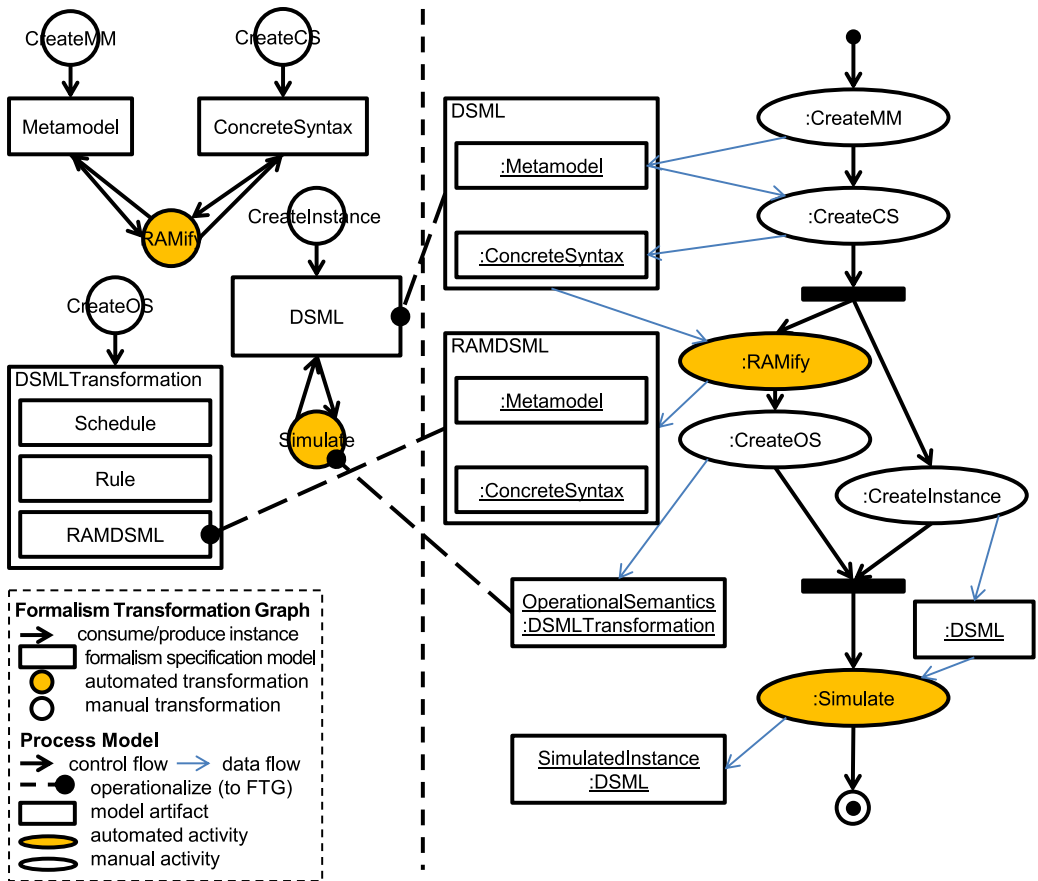 CreateMM
CreateCS
Metamodel
ConcreteSyntax
RAMify
CreateInstance
CreateOS
DSML
DSMLTransformation
Schedule
Rule
RAMDSML
Simulate
Formalism Transformation Graph
consume/produce instance
formalism specification model
automated transformation
manual transformation
Process Model
control flow
data flow
operationalize (to FTG)
model artifact
automated activity
manual activity
DSML
:Metamodel
:ConcreteSyntax
RAMDSML
:Metamodel
:ConcreteSyntax
OperationalSemantics
:DSMLTransformation
SimulatedInstance
:DSML
:CreateMM
:CreateCS
:RAMify
:CreateOS
:CreateInstance
:DSML
:Simulate